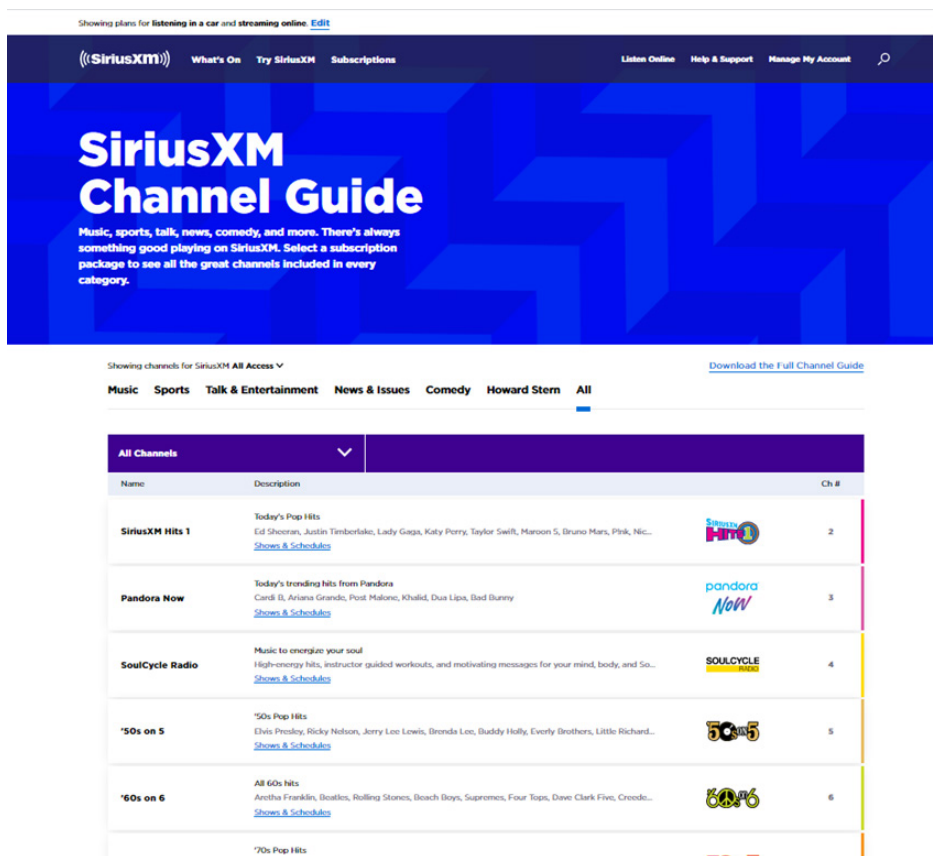 Showing plans for listening in a car and streaming online. Edit
((SiriusXM)) What's On Try SiriusXM Subscriptions Listen Online Help & Support Manage My Account
SiriusXM
Channel Guide
Music, sports, talk, news, comedy, and more. There's always
something good playing on SiriusXM. Select a subscription
package to see all the great channels included in every
category.
Showing channels for SiriusXM All Access Download the Full Channel Guide
Music Sports Talk & Entertainment News & Issues Comedy Howard Stern All
All Channels
Name Description Ch #
Today's Pop Hits
SiriusXM Hits 1 Ed Sheeran, Justin Timberlake, Lady Gaga, Katy Perry, Taylor Swift, Maroon 5, Bruno Mars, P!nk, Nic... SIRIUSXM HITS 1 2
Shows & Schedules
Today's trending hits from Pandora
Pandora Now Cardi B, Ariana Grande, Post Malone, Khalid, Dua Lipa, Bad Bunny pandora NOW 3
Shows & Schedules
Music to energize your soul
SoulCycle Radio High-energy hits, instructor guided workouts, and motivating messages for your mind, body, and So... SOULCYCLE RADIO 4
Shows & Schedules
'50s Pop Hits
'50s on 5 Elvis Presley, Ricky Nelson, Jerry Lee Lewis, Brenda Lee, Buddy Holly, Everly Brothers, Little Richard... 50s on 5 5
Shows & Schedules
All 60s hits
'60s on 6 Aretha Franklin, Beatles, Rolling Stones, Beach Boys, Supremes, Four Tops, Dave Clark Five, Creede... 60s on 6 6
Shows & Schedules
'70s Pop Hits